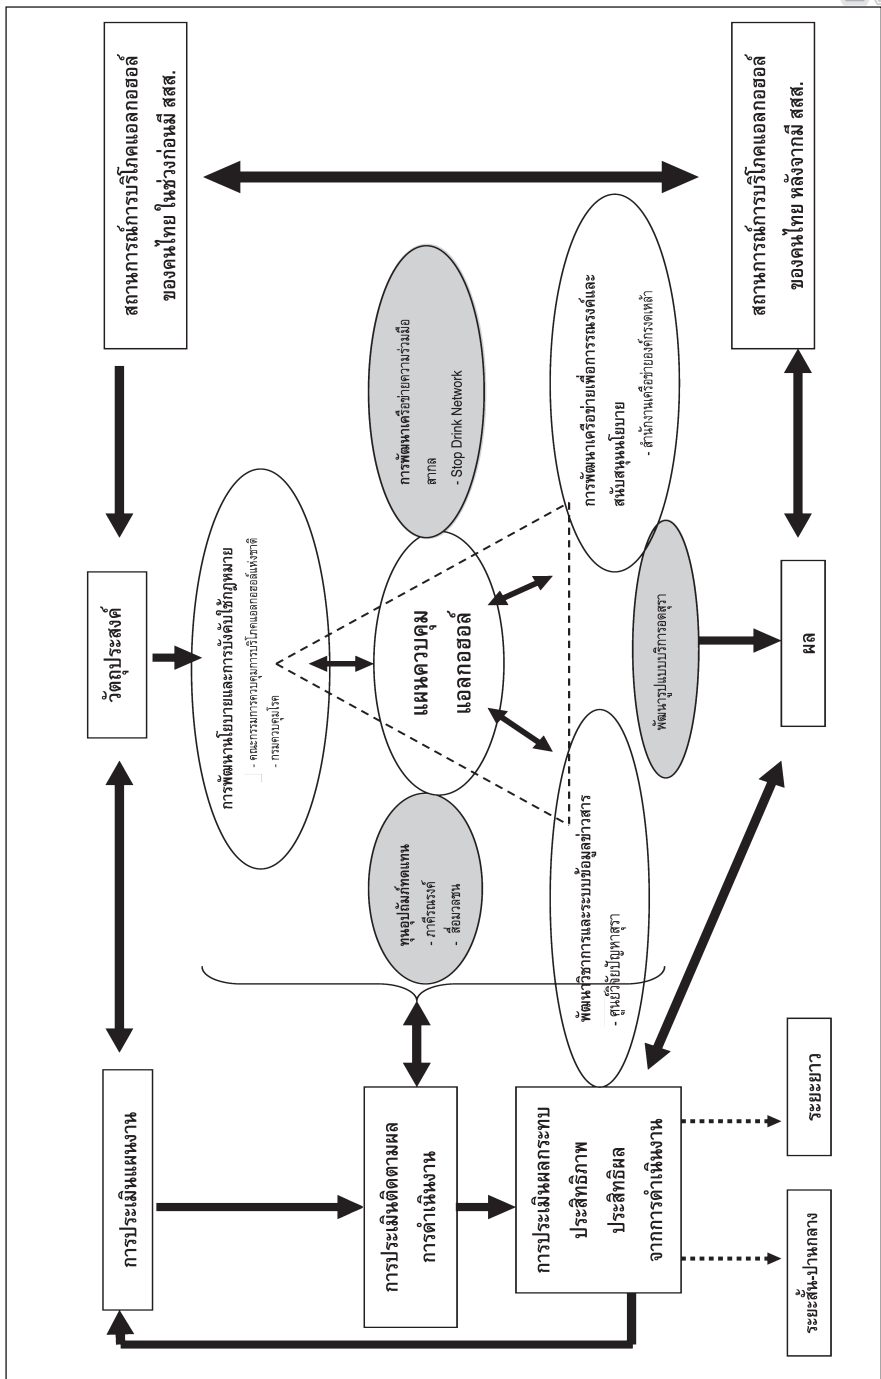 การประเมินแผนงาน
วัตถุประสงค์
สถานการณ์การบริโภคแอลกอฮอล์
ของคนไทย ในช่วงก่อนมี สสส.
การพัฒนานโยบายและการบังคับใช้กฎหมาย
- คณะกรรมการควบคุมการบริโภคแอลกอฮอล์แห่งชาติ
- กรมควบคุมโรค
การประเมินติดตามผล
การดำเนินงาน
ทุนอุปถัมภ์ทดแทน
- ภาคีรณรงค์
- สื่อมวลชน
แผนควบคุม
แอลกอฮอล์
การพัฒนาเครือข่ายความร่วมมือ
สากล
- Stop Drink Network
การประเมินผลกระทบ
ประสิทธิภาพ
ประสิทธิผล
จากการดำเนินงาน
พัฒนาวิชาการและระบบข้อมูลข่าวสาร
- ศูนย์วิจัยปัญหาสุรา
การพัฒนาเครือข่ายเพื่อการรณรงค์และ
สนับสนุนนโยบาย
- สำนักงานเครือข่ายองค์กรงดเหล้า
พัฒนารูปแบบบริการอดสุรา
ระยะสั้น-ปานกลาง
ระยะยาว
ผล
สถานการณ์การบริโภคแอลกอฮอล์
ของคนไทย หลังจากมี สสส.